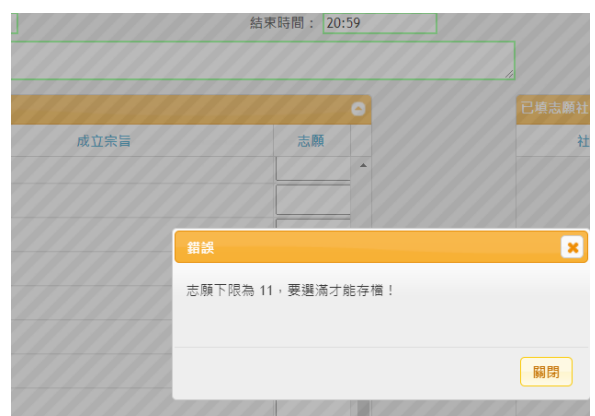 結束時間： 20:59
已填志願社
成立宗旨 志願 社
錯誤
志願下限為 11，要選滿才能存檔！
關閉